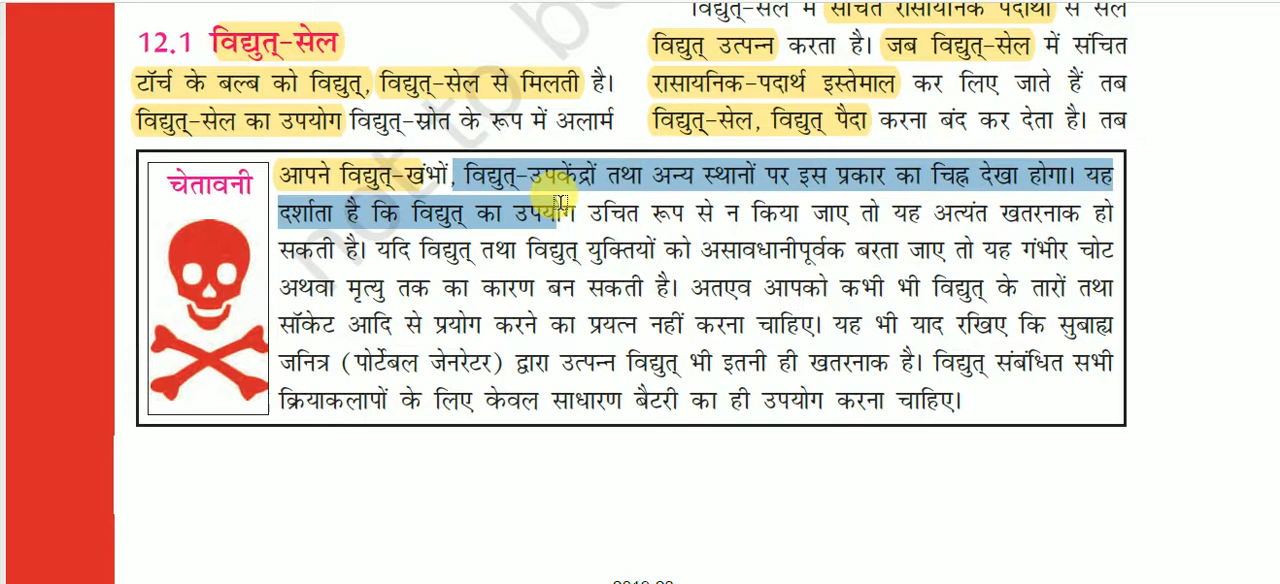 12.1 विद्युत्-सेल
टॉर्च के बल्ब को विद्युत्, विद्युत्-सेल से मिलती है।
विद्युत्-सेल का उपयोग विद्युत्-स्रोत के रूप में अलार्म
विद्युत्-सेल में संचित रासायनिक पदार्थों से सेल
विद्युत् उत्पन्न करता है। जब विद्युत्-सेल में संचित
रासायनिक-पदार्थ इस्तेमाल कर लिए जाते हैं तब
विद्युत्-सेल, विद्युत् पैदा करना बंद कर देता है। तब
चेतावनी
आपने विद्युत्-खंभों, विद्युत्-उपकेंद्रों तथा अन्य स्थानों पर इस प्रकार का चिह्न देखा होगा। यह
दर्शाता है कि विद्युत् का उपयोग उचित रूप से न किया जाए तो यह अत्यंत खतरनाक हो
सकती है। यदि विद्युत् तथा विद्युत् युक्तियों को असावधानीपूर्वक बरता जाए तो यह गंभीर चोट
अथवा मृत्यु तक का कारण बन सकती है। अतएव आपको कभी भी विद्युत् के तारों तथा
सॉकेट आदि से प्रयोग करने का प्रयत्न नहीं करना चाहिए। यह भी याद रखिए कि सुबाह्य
जनित्र (पोर्टेबल जेनरेटर) द्वारा उत्पन्न विद्युत् भी इतनी ही खतरनाक है। विद्युत् संबंधित सभी
क्रियाकलापों के लिए केवल साधारण बैटरी का ही उपयोग करना चाहिए।
not to be